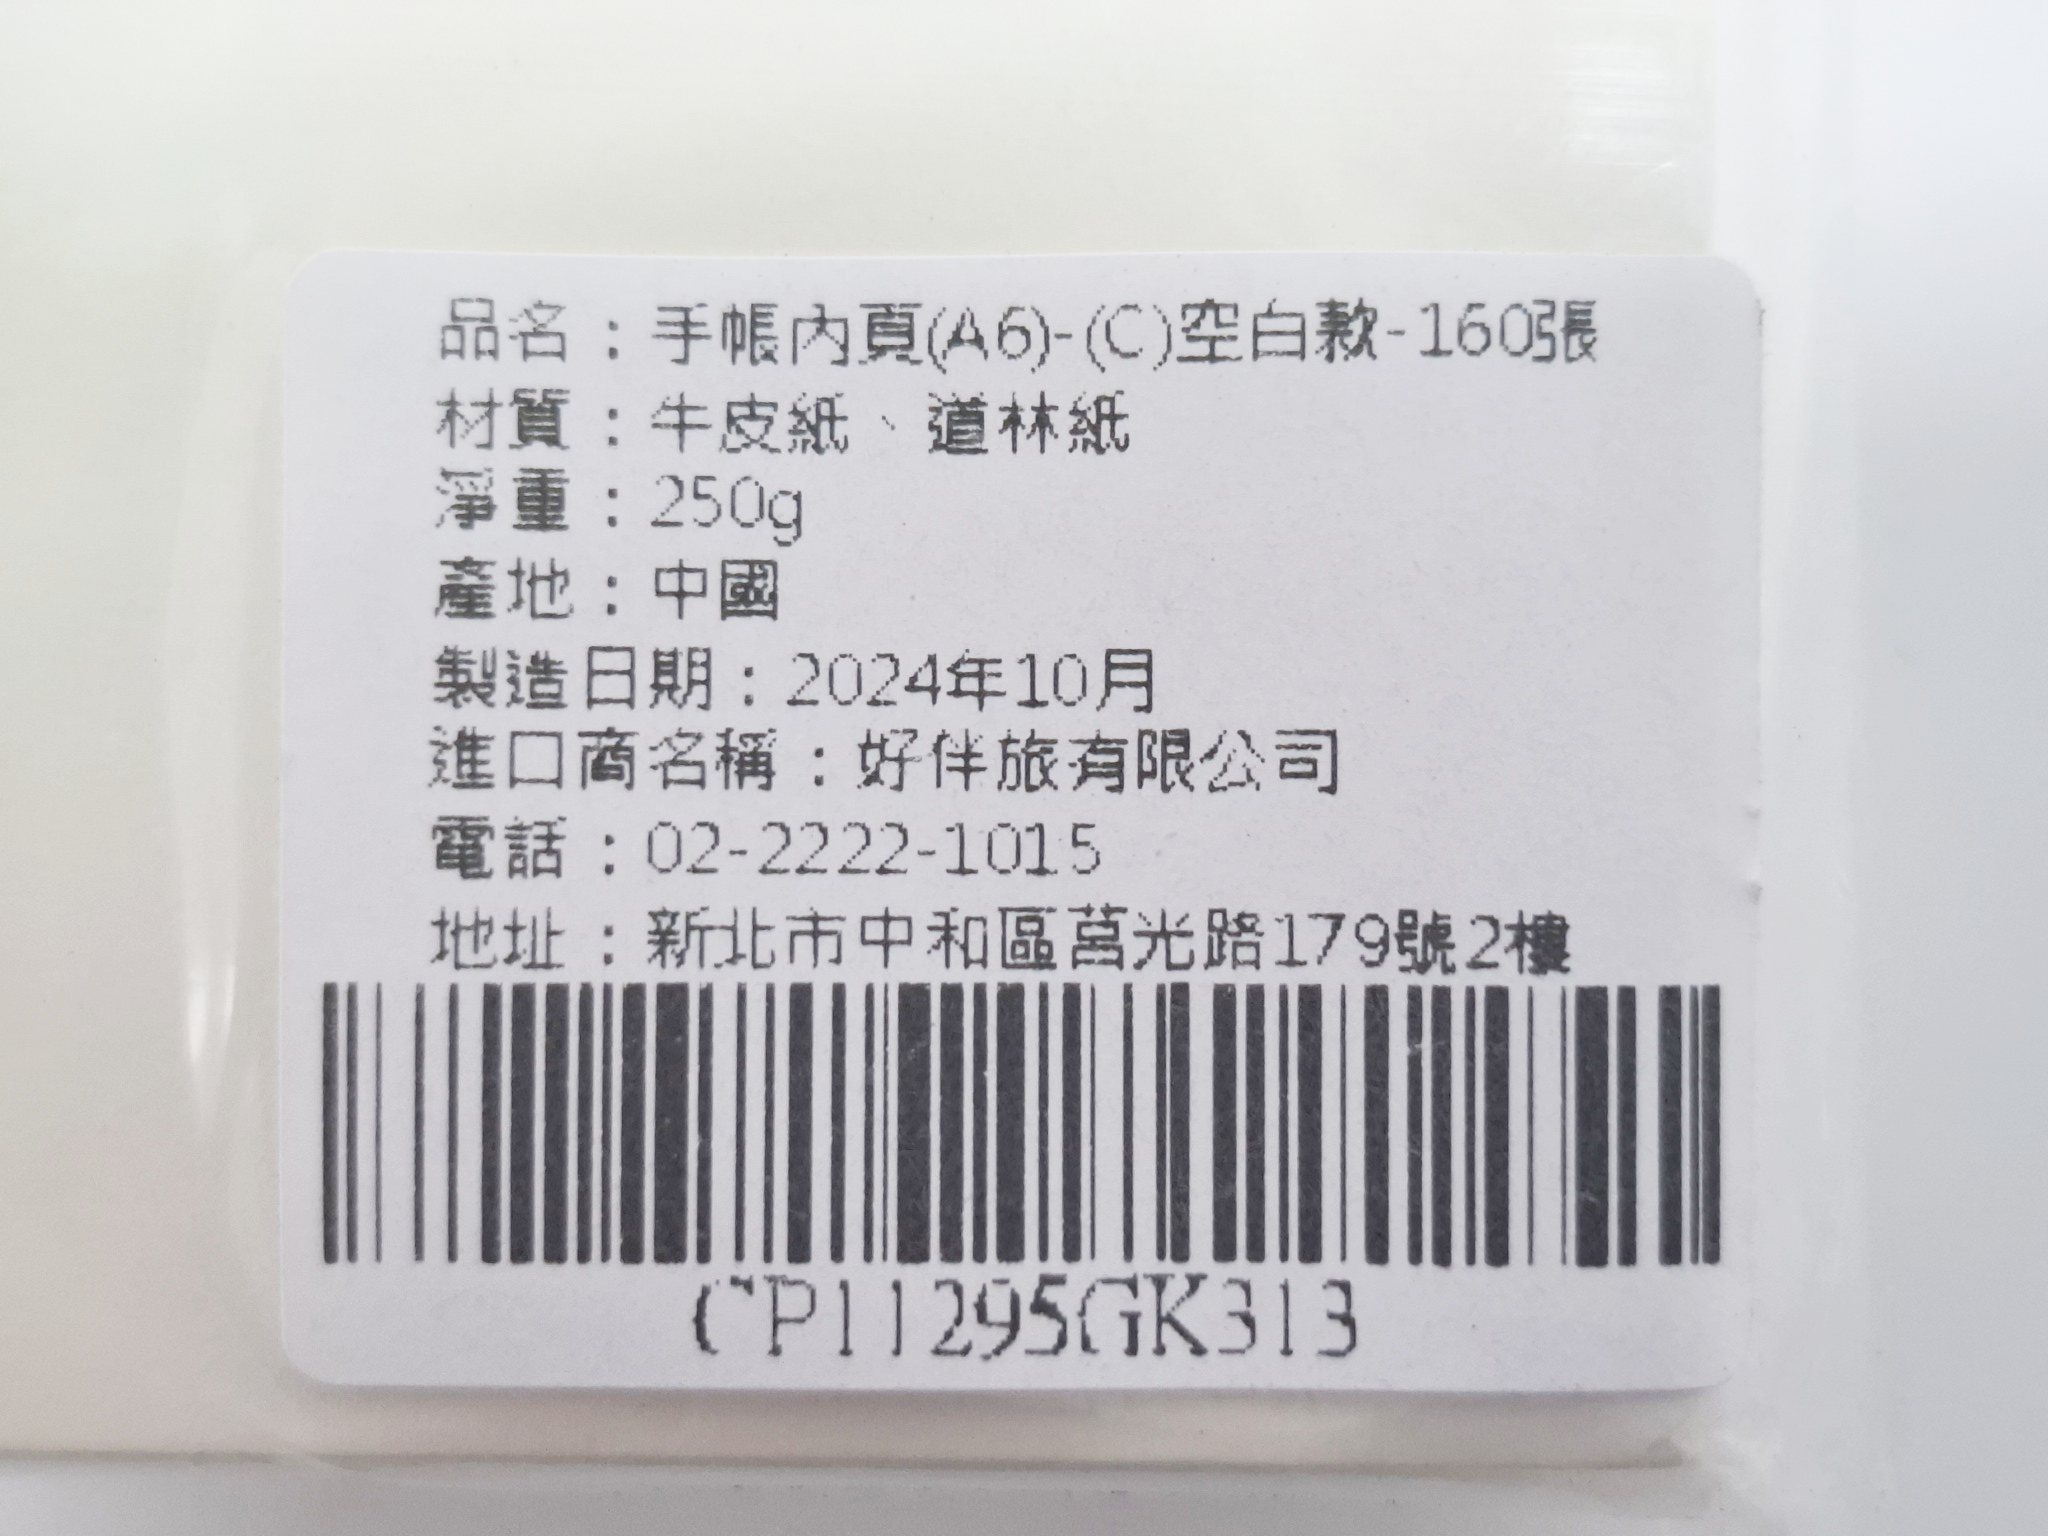 品名：手帳內頁(A6)-(C)空白款-160張
材質：牛皮紙、道林紙
淨重：250g
產地：中國
製造日期：2024年10月
進口商名稱：好伴旅有限公司
電話：02-2222-1015
地址：新北市中和區莒光路179號2樓
CP11295GK313